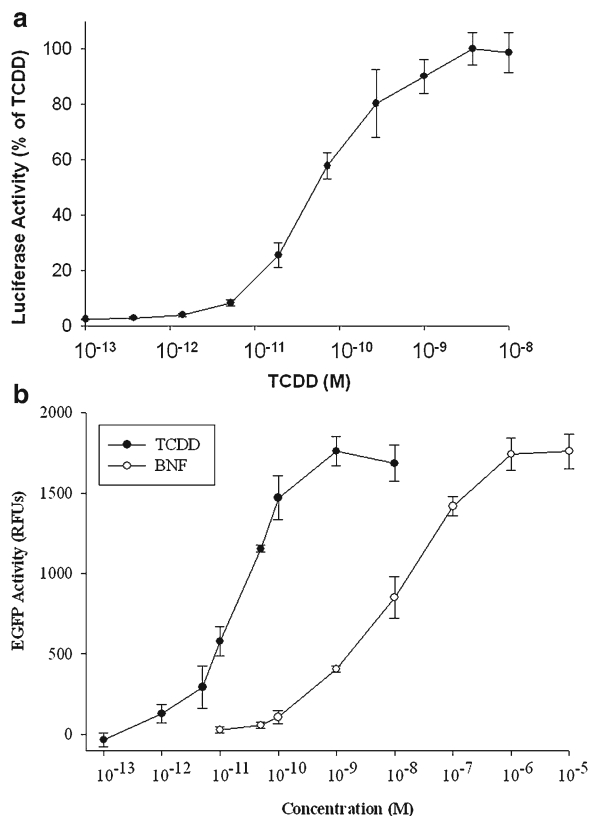 a
Luciferase Activity (% of TCDD)
100
80
60
40
20
0
10-13 10-12 10-11 10-10 10-9 10-8
TCDD (M)
b
TCDD
BNF
EGFP Activity (RFUs)
2000
1500
1000
500
0
10-13 10-12 10-11 10-10 10-9 10-8 10-7 10-6 10-5
Concentration (M)